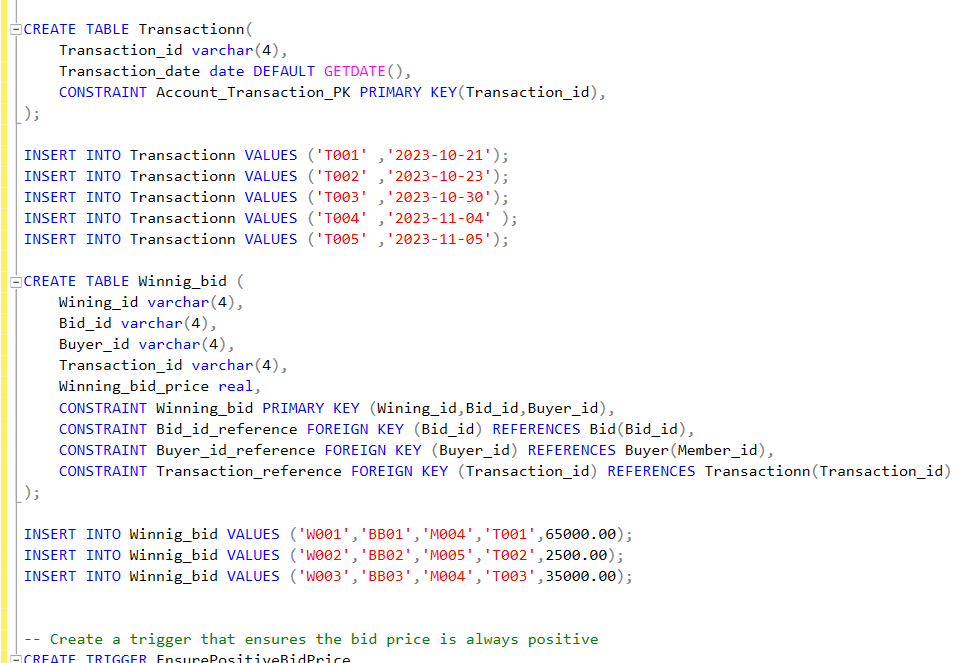 CREATE TABLE Transactionn(
    Transaction_id varchar(4),
    Transaction_date date DEFAULT GETDATE(),
    CONSTRAINT Account_Transaction_PK PRIMARY KEY(Transaction_id),
);
INSERT INTO Transactionn VALUES ('T001' ,'2023-10-21');
INSERT INTO Transactionn VALUES ('T002' ,'2023-10-23');
INSERT INTO Transactionn VALUES ('T003' ,'2023-10-30');
INSERT INTO Transactionn VALUES ('T004' ,'2023-11-04' );
INSERT INTO Transactionn VALUES ('T005' ,'2023-11-05');
CREATE TABLE Winnig_bid (
    Wining_id varchar(4),
    Bid_id varchar(4),
    Buyer_id varchar(4),
    Transaction_id varchar(4),
    Winning_bid_price real,
    CONSTRAINT Winning_bid PRIMARY KEY (Wining_id,Bid_id,Buyer_id),
    CONSTRAINT Bid_id_reference FOREIGN KEY (Bid_id) REFERENCES Bid(Bid_id),
    CONSTRAINT Buyer_id_reference FOREIGN KEY (Buyer_id) REFERENCES Buyer(Member_id),
    CONSTRAINT Transaction_reference FOREIGN KEY (Transaction_id) REFERENCES Transactionn(Transaction_id)
);
INSERT INTO Winnig_bid VALUES ('W001','BB01','M004','T001',65000.00);
INSERT INTO Winnig_bid VALUES ('W002','BB02','M005','T002',2500.00);
INSERT INTO Winnig_bid VALUES ('W003','BB03','M004','T003',35000.00);
-- Create a trigger that ensures the bid price is always positive
CREATE TRIGGER EnsurePositiveBidPrice